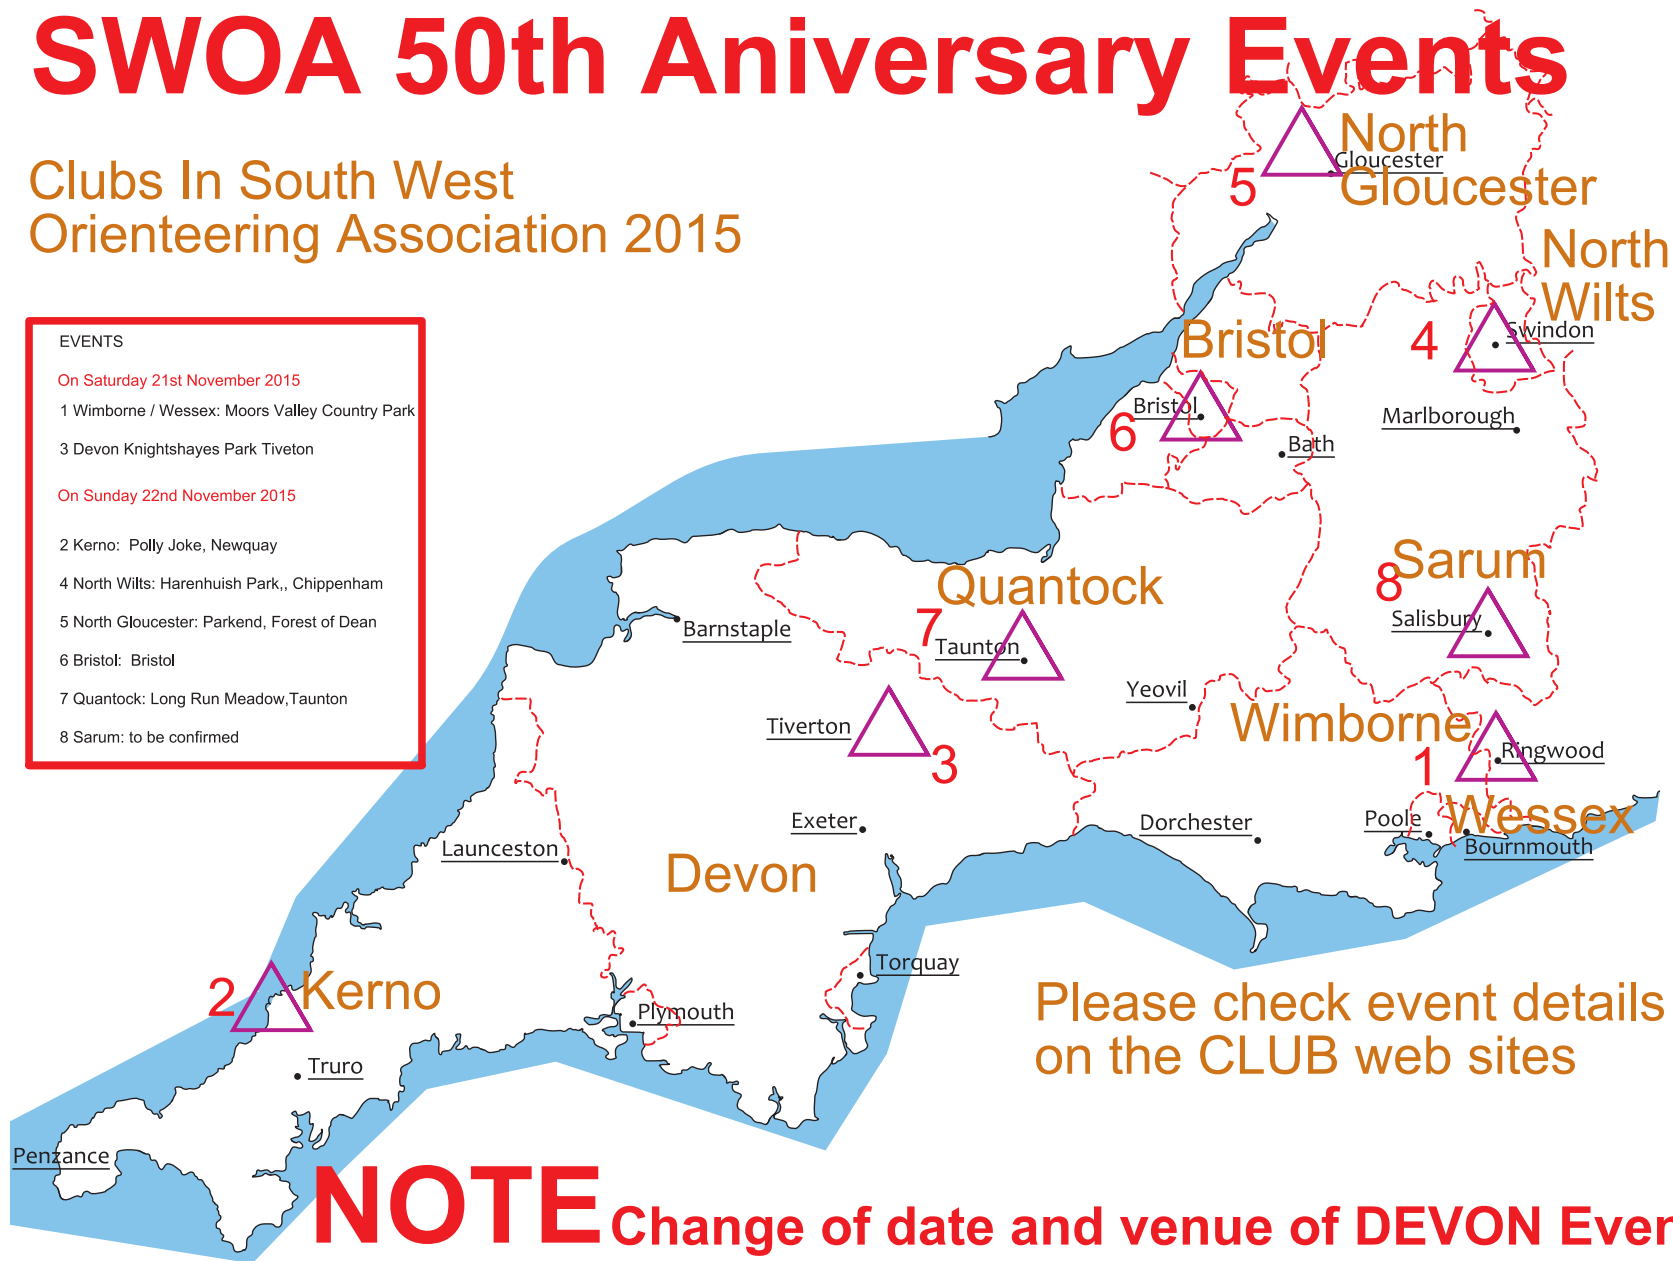 SWOA 50th Aniversary Events
Clubs In South West
Orienteering Association 2015
EVENTS
On Saturday 21st November 2015
1 Wimborne / Wessex: Moors Valley Country Park
3 Devon Knightshayes Park Tiveton
On Sunday 22nd November 2015
2 Kerno: Polly Joke, Newquay
4 North Wilts: Harenhuish Park,, Chippenham
5 North Gloucester: Parkend, Forest of Dean
6 Bristol: Bristol
7 Quantock: Long Run Meadow,Taunton
8 Sarum: to be confirmed
North
Gloucester
Gloucester
5
North
Wilts
Swindon
4
Bristol
Bristol
6
Bath
Marlborough
Sarum
8
Salisbury
Quantock
7
Taunton
Barnstaple
Yeovil
Tiverton
3
Wimborne
1
Ringwood
Wessex
Poole
Bournmouth
Exeter
Dorchester
Launceston
Devon
Torquay
2
Kerno
Plymouth
Truro
Penzance
Please check event details
on the CLUB web sites
NOTE Change of date and venue of DEVON Even